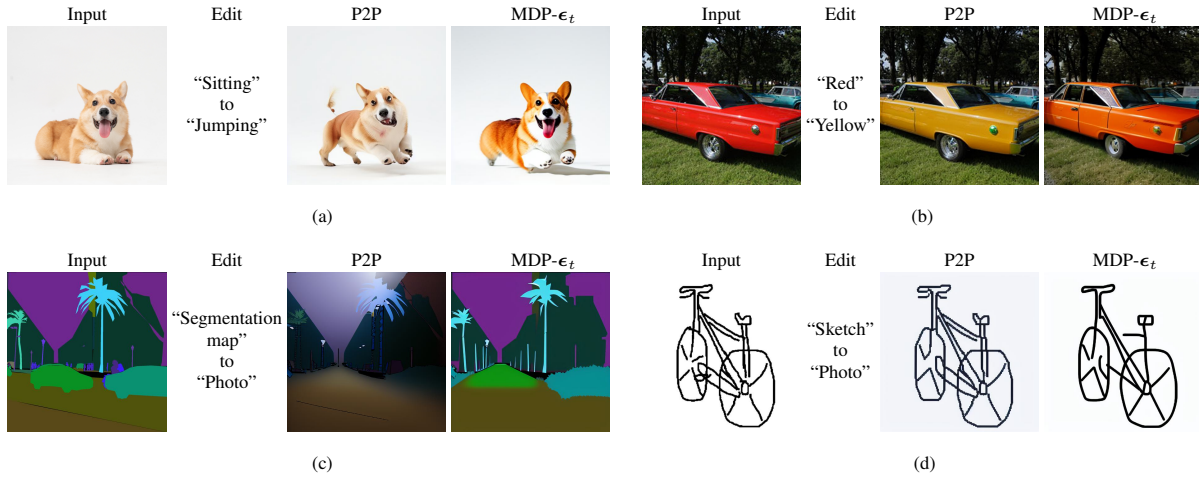 Input Edit P2P MDP-ϵt Input Edit P2P MDP-ϵt
“Sitting”
to
“Jumping”
“Red”
to
“Yellow”
(a) (b)
Input Edit P2P MDP-ϵt Input Edit P2P MDP-ϵt
“Segmentation
map”
to
“Photo”
“Sketch”
to
“Photo”
(c) (d)